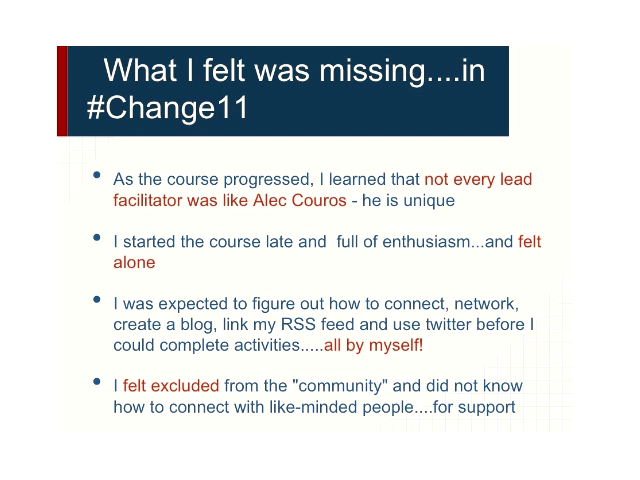 What I felt was missing....in
#Change11
• As the course progressed, I learned that not every lead
facilitator was like Alec Couros - he is unique
• I started the course late and full of enthusiasm...and felt
alone
• I was expected to figure out how to connect, network,
create a blog, link my RSS feed and use twitter before I
could complete activities.....all by myself!
• I felt excluded from the "community" and did not know
how to connect with like-minded people....for support